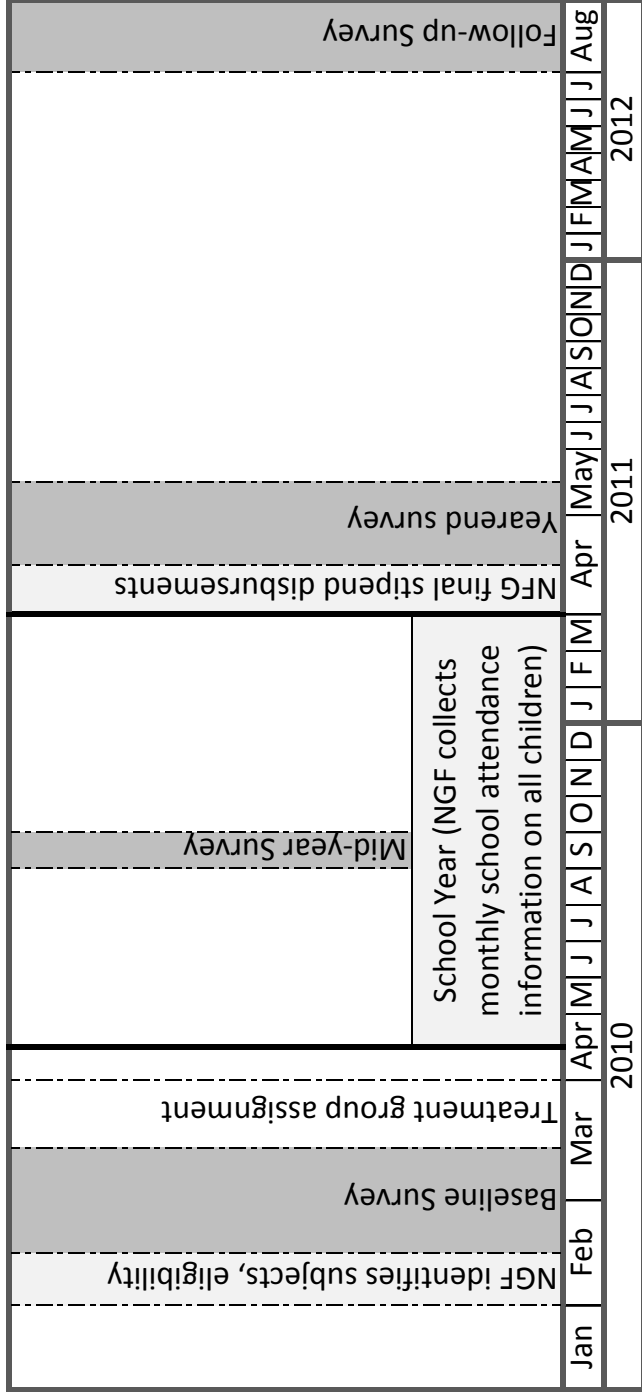 NGF identifies subjects, eligibility
Baseline Survey
Treatment group assignment
Mid-year Survey
School Year (NGF collects
monthly school attendance
information on all children)
NFG final stipend disbursements
Yearend survey
Follow-up Survey
Jan Feb Mar Apr M J J A S O N D J F M Apr May J J A S O N D J F M A M J J Aug
2010 2011 2012